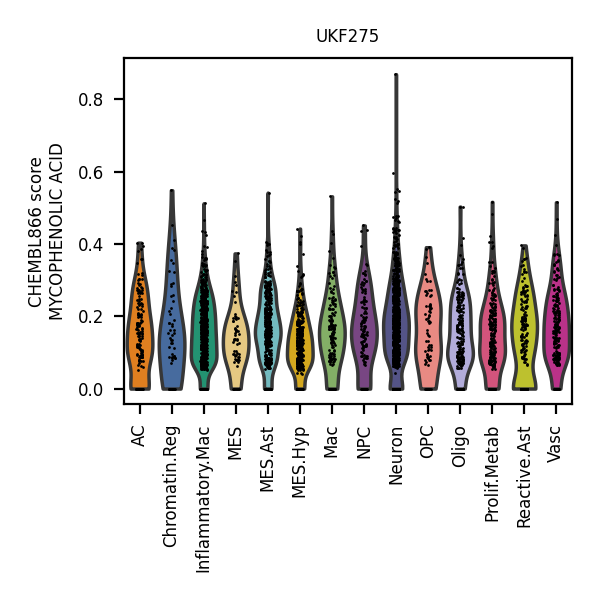 UKF275
CHEMBL866 score
MYCOPHENOLIC ACID
0.8
0.6
0.4
0.2
0.0
AC
Chromatin.Reg
Inflammatory.Mac
MES
MES.Ast
MES.Hyp
Mac
NPC
Neuron
OPC
Oligo
Prolif.Metab
Reactive.Ast
Vasc